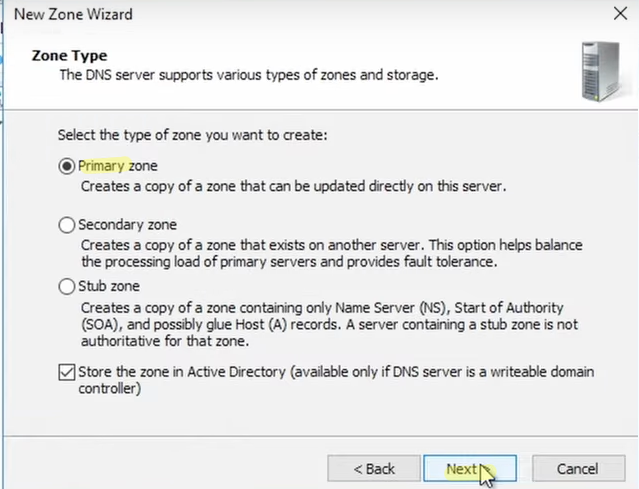 New Zone Wizard
Zone Type
The DNS server supports various types of zones and storage.
Select the type of zone you want to create:
Primary zone
Creates a copy of a zone that can be updated directly on this server.
Secondary zone
Creates a copy of a zone that exists on another server. This option helps balance
the processing load of primary servers and provides fault tolerance.
Stub zone
Creates a copy of a zone containing only Name Server (NS), Start of Authority
(SOA), and possibly glue Host (A) records. A server containing a stub zone is not
authoritative for that zone.
Store the zone in Active Directory (available only if DNS server is a writeable domain
controller)
< Back
Next >
Cancel